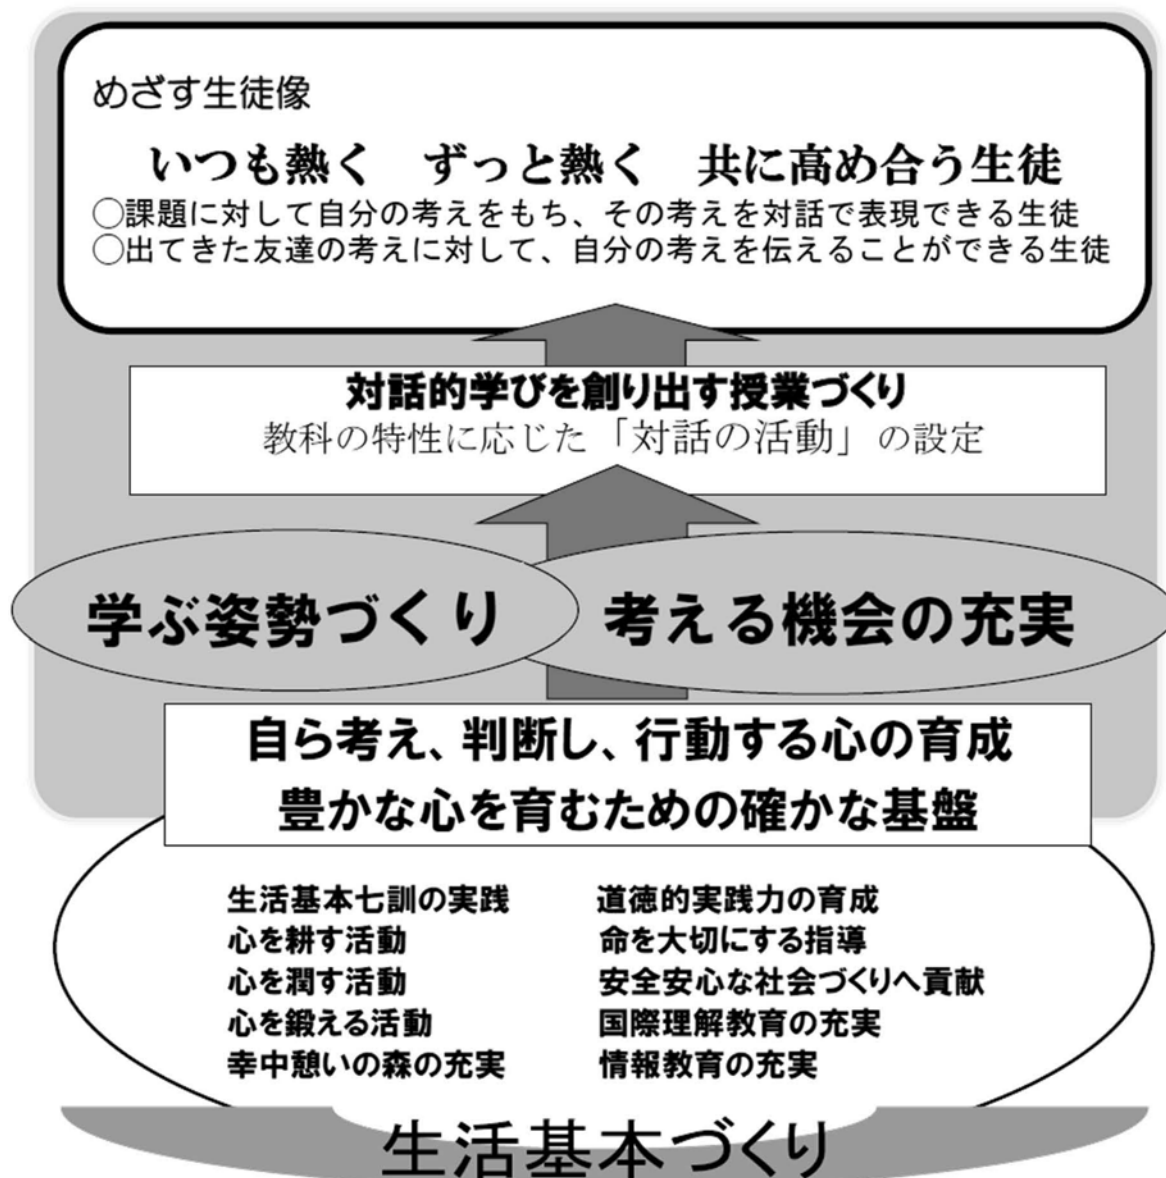 めざす生徒像
いつも熱く　ずっと熱く　共に高め合う生徒
○課題に対して自分の考えをもち、その考えを対話で表現できる生徒
○出てきた友達の考えに対して、自分の考えを伝えることができる生徒
対話的学びを創り出す授業づくり
教科の特性に応じた「対話の活動」の設定
学ぶ姿勢づくり
考える機会の充実
自ら考え、判断し、行動する心の育成
豊かな心を育むための確かな基盤
生活基本七訓の実践
心を耕す活動
心を潤す活動
心を鍛える活動
幸中憩いの森の充実
道徳的実践力の育成
命を大切にする指導
安全安心な社会づくりへ貢献
国際理解教育の充実
情報教育の充実
生活基本づくり